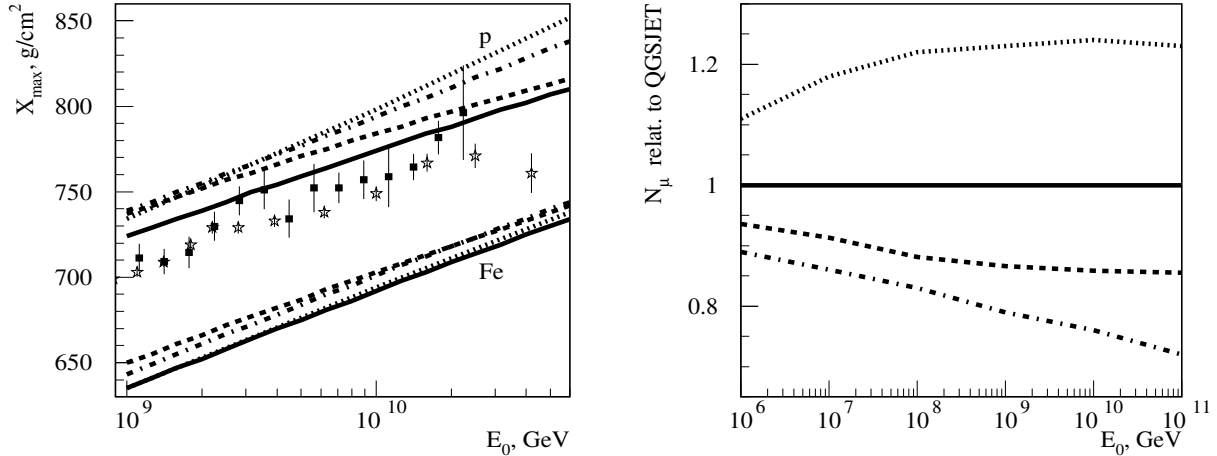 X_max, g/cm²
850
800
750
700
650
p
Fe
10⁹
10¹⁰
E₀, GeV
N_μ relat. to QGSJET
1.2
1
0.8
10⁶
10⁷
10⁸
10⁹
10¹⁰
10¹¹
E₀, GeV